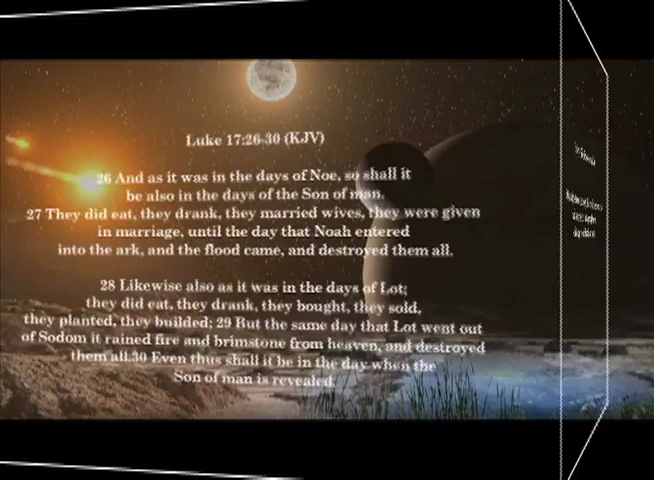 Luke 17:26-30 (KJV)
26 And as it was in the days of Noe, so shall it
be also in the days of the Son of man.
27 They did eat, they drank, they married wives, they were given
in marriage, until the day that Noah entered
into the ark, and the flood came, and destroyed them all.
28 Likewise also as it was in the days of Lot;
they did eat, they drank, they bought, they sold,
they planted, they builded; 29 But the same day that Lot went out
of Sodom it rained fire and brimstone from heaven, and destroyed
them all.30 Even thus shall it be in the day when the
Son of man is revealed.